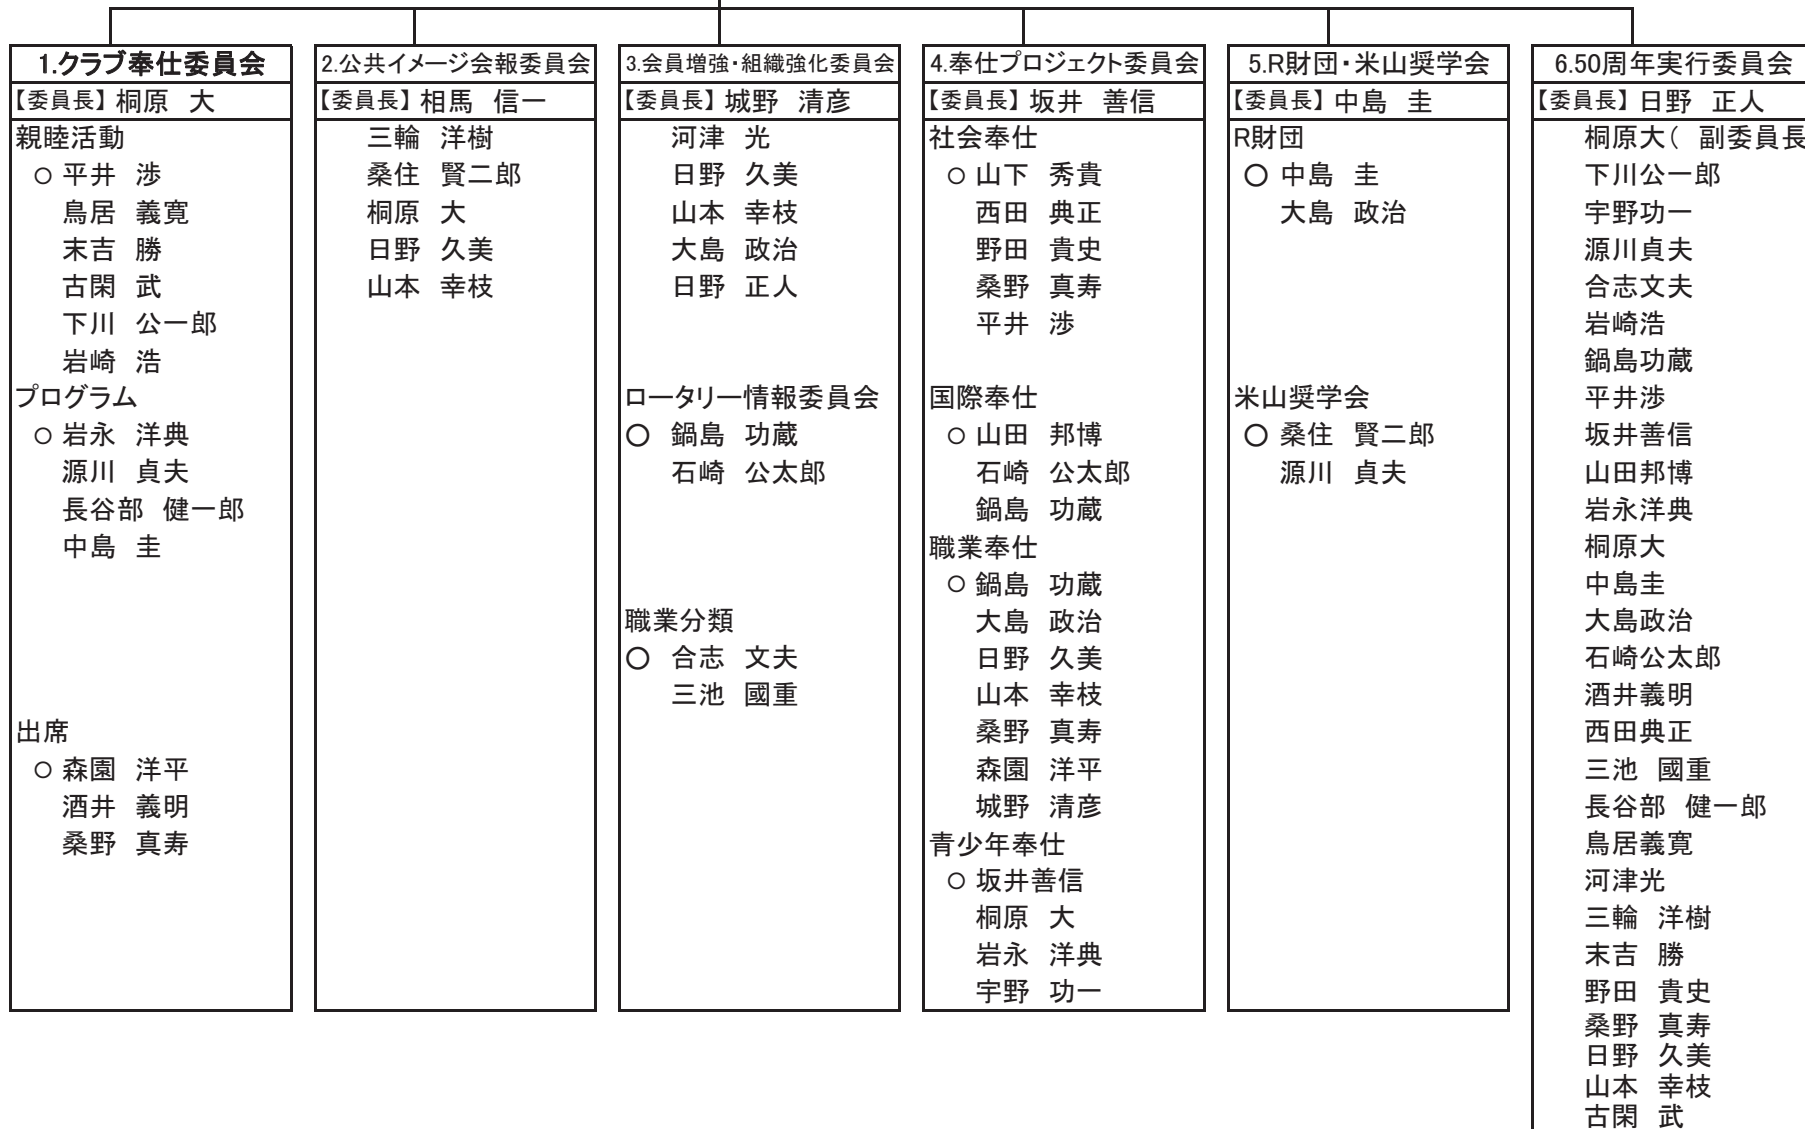 1.クラブ奉仕委員会
【委員長】桐原 大
親睦活動
○ 平井 渉
鳥居 義寛
末吉 勝
古閑 武
下川 公一郎
岩崎 浩
プログラム
○ 岩永 洋典
源川 貞夫
長谷部 健一郎
中島 圭
出席
○ 森園 洋平
酒井 義明
桑野 真寿
2.公共イメージ会報委員会
【委員長】相馬 信一
三輪 洋樹
桑住 賢二郎
桐原 大
日野 久美
山本 幸枝
3.会員増強・組織強化委員会
【委員長】城野 清彦
河津 光
日野 久美
山本 幸枝
大島 政治
日野 正人
ロータリー情報委員会
○ 鍋島 功蔵
石崎 公太郎
職業分類
○ 合志 文夫
三池 國重
4.奉仕プロジェクト委員会
【委員長】坂井 善信
社会奉仕
○ 山下 秀貴
西田 典正
野田 貴史
桑野 真寿
平井 渉
国際奉仕
○ 山田 邦博
石崎 公太郎
鍋島 功蔵
職業奉仕
○ 鍋島 功蔵
大島 政治
日野 久美
山本 幸枝
桑野 真寿
森園 洋平
城野 清彦
青少年奉仕
○ 坂井善信
桐原 大
岩永 洋典
宇野 功一
5.R財団・米山奨学会
【委員長】中島 圭
R財団
○ 中島 圭
大島 政治
米山奨学会
○ 桑住 賢二郎
源川 貞夫
6.50周年実行委員会
【委員長】日野 正人
桐原大( 副委員長
下川公一郎
宇野功一
源川貞夫
合志文夫
岩崎浩
鍋島功蔵
平井渉
坂井善信
山田邦博
岩永洋典
桐原大
中島圭
大島政治
石崎公太郎
酒井義明
西田典正
三池 國重
長谷部 健一郎
鳥居義寛
河津光
三輪 洋樹
末吉 勝
野田 貴史
桑野 真寿
日野 久美
山本 幸枝
古閑 武